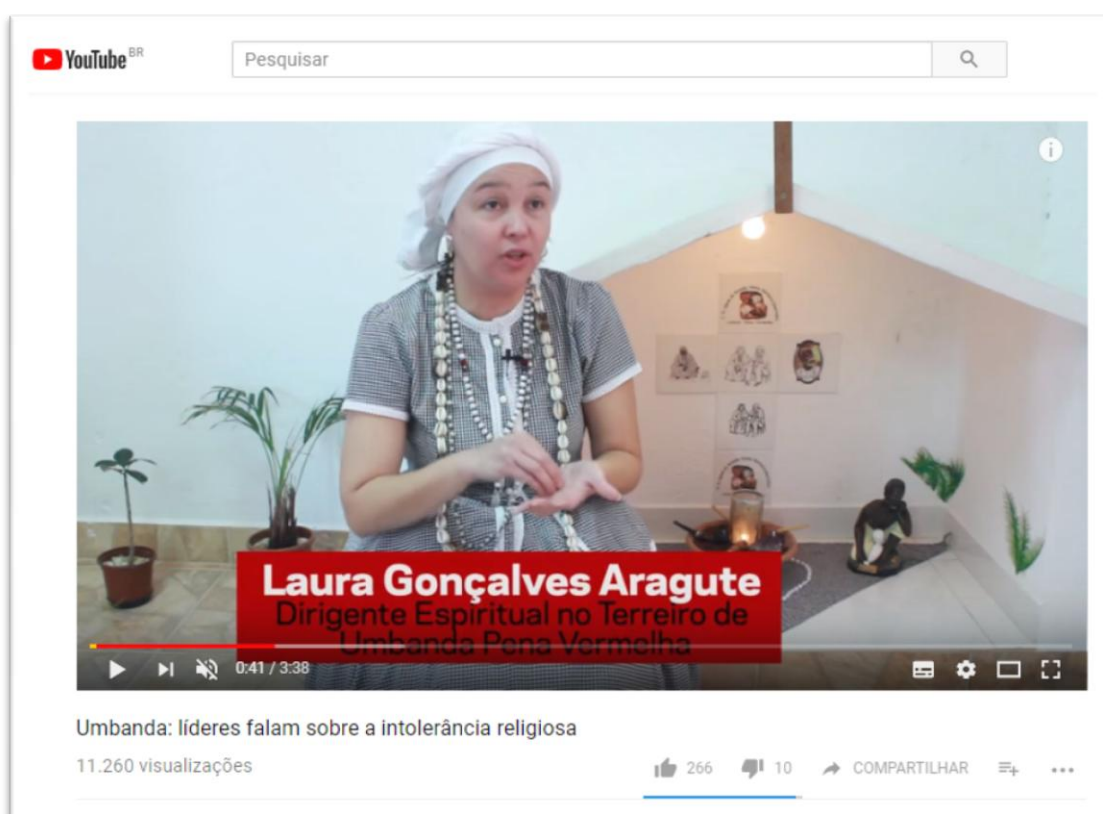 YouTube BR
Pesquisar
Laura Gonçalves Aragute
Dirigente Espiritual no Terreiro de
Umbanda Pena Vermelha
0:41 / 3:38
Umbanda: líderes falam sobre a intolerância religiosa
11.260 visualizações
266 10 COMPARTILHAR